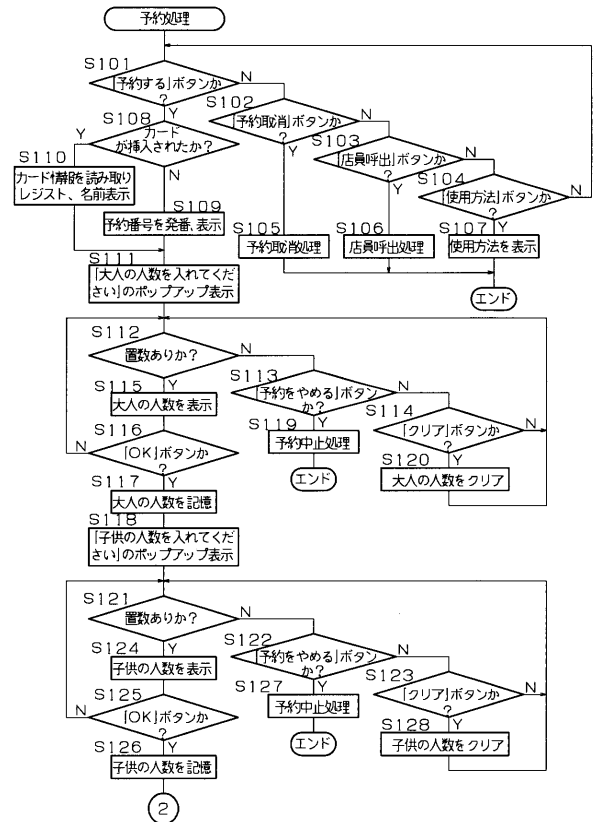 予約処理
S101
「予約する」ボタンか
?
Y
N
S102
「予約取消」ボタンか
?
Y
N
S103
「店員呼出」ボタンか
?
Y
N
S104
「使用方法」ボタンか
?
Y
N
S108
カード
が挿入されたか?
Y
N
S110
カード情報を読み取り
レジスト、名前表示
S109
予約番号を発番、表示
S105
予約取消処理
S106
店員呼出処理
S107
使用方法を表示
エンド
S111
「大人の人数を入れてくだ
さい」のポップアップ表示
S112
置数ありか?
Y
N
S113
「予約をやめる」ボタン
か?
Y
N
S114
「クリア」ボタンか
?
Y
N
S115
大人の人数を表示
S116
「OK」ボタンか
?
N
Y
S119
予約中止処理
エンド
S120
大人の人数をクリア
S117
大人の人数を記憶
S118
「子供の人数を入れてくだ
さい」のポップアップ表示
S121
置数ありか?
Y
N
S122
「予約をやめる」ボタン
か?
Y
N
S123
「クリア」ボタンか
?
Y
N
S124
子供の人数を表示
S125
「OK」ボタンか
?
N
Y
S127
予約中止処理
エンド
S128
子供の人数をクリア
S126
子供の人数を記憶
2